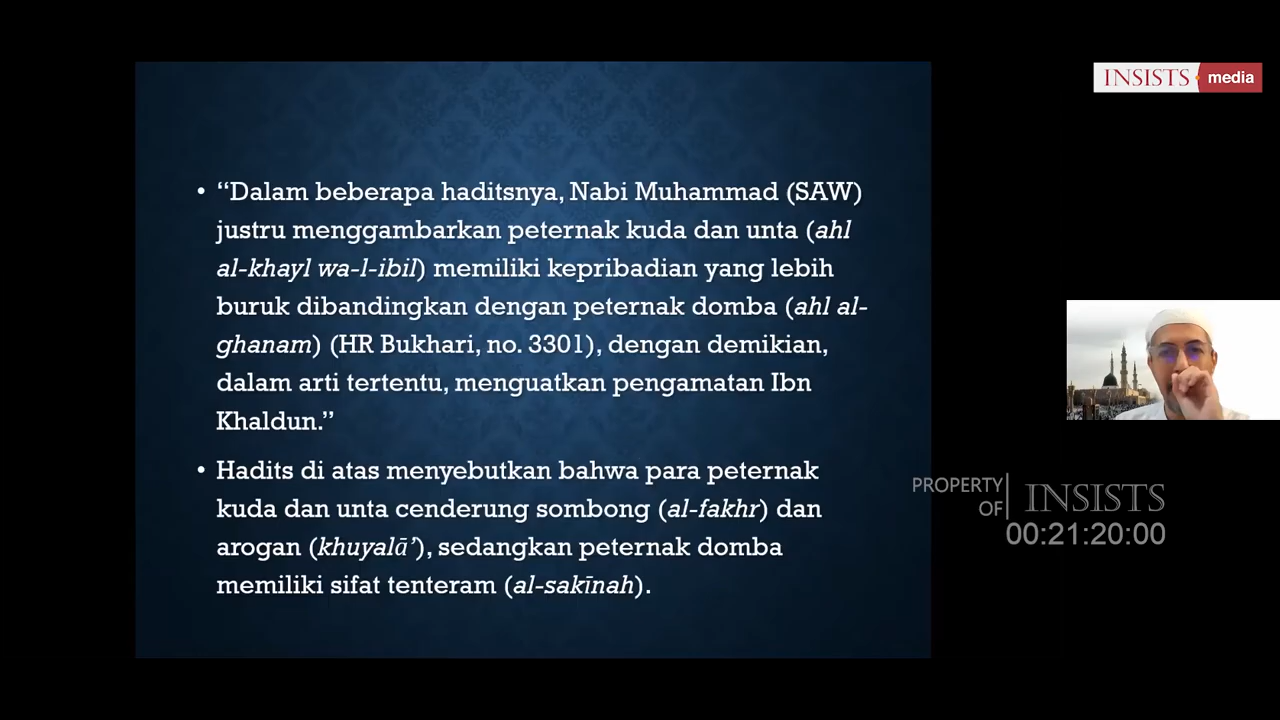 INSISTS media
• “Dalam beberapa haditsnya, Nabi Muhammad (SAW)
justru menggambarkan peternak kuda dan unta (ahl
al-khayl wa-l-ibil) memiliki kepribadian yang lebih
buruk dibandingkan dengan peternak domba (ahl al-
ghanam) (HR Bukhari, no. 3301), dengan demikian,
dalam arti tertentu, menguatkan pengamatan Ibn
Khaldun.”
• Hadits di atas menyebutkan bahwa para peternak
kuda dan unta cenderung sombong (al-fakhr) dan
arogan (khuyalā’), sedangkan peternak domba
memiliki sifat tenteram (al-sakīnah).
PROPERTY OF INSISTS
00:21:20:00